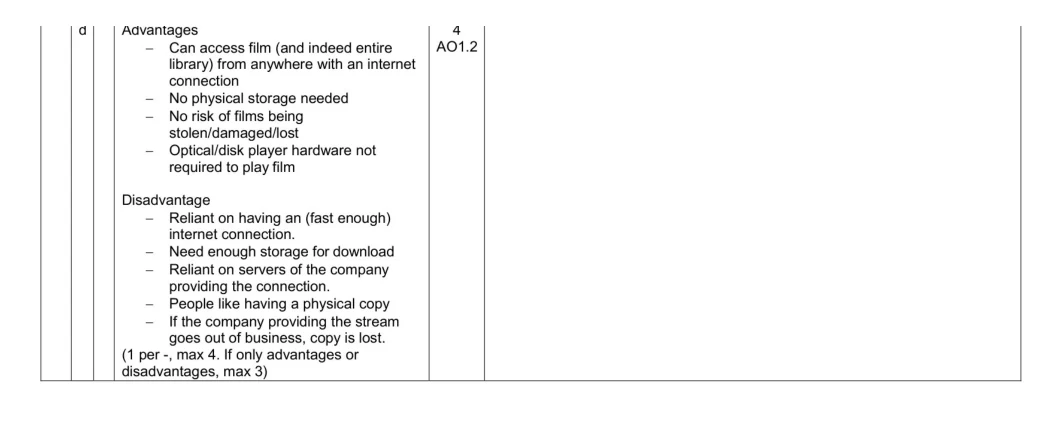 d Advantages 4
– Can access film (and indeed entire AO1.2
library) from anywhere with an internet
connection
– No physical storage needed
– No risk of films being
stolen/damaged/lost
– Optical/disk player hardware not
required to play film
Disadvantage
– Reliant on having an (fast enough)
internet connection.
– Need enough storage for download
– Reliant on servers of the company
providing the connection.
– People like having a physical copy
– If the company providing the stream
goes out of business, copy is lost.
(1 per -, max 4. If only advantages or
disadvantages, max 3)